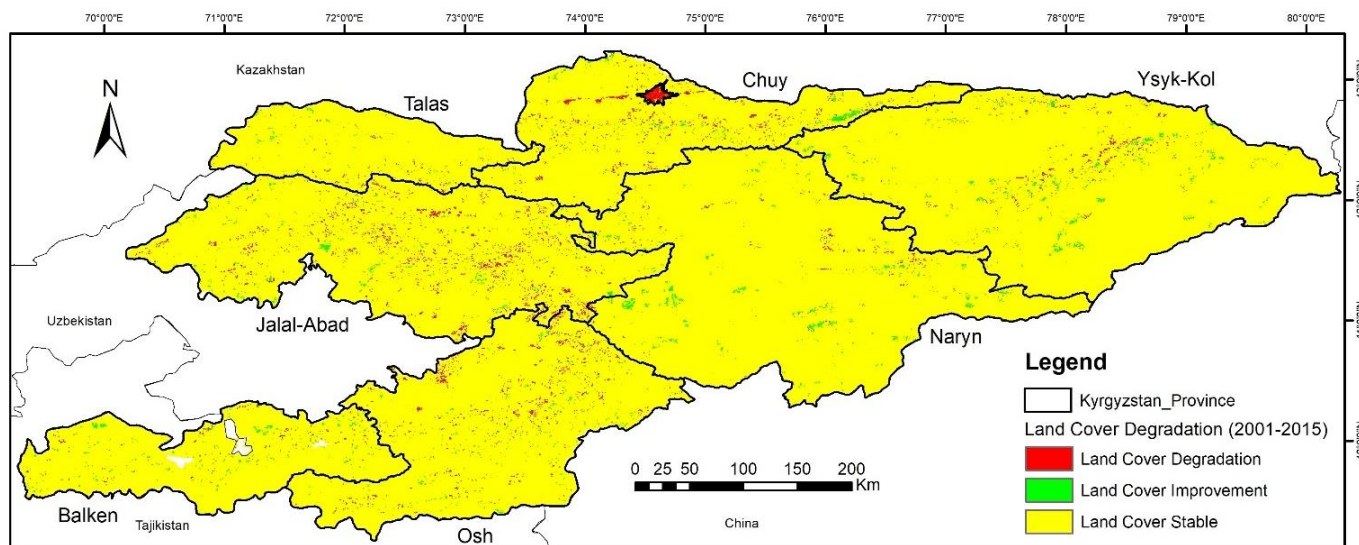 70°0'0"E 71°0'0"E 72°0'0"E 73°0'0"E 74°0'0"E 75°0'0"E 76°0'0"E 77°0'0"E 78°0'0"E 79°0'0"E 80°0'0"E
Kazakhstan
N
Talas
Chuy
Ysyk-Kol
Uzbekistan
Jalal-Abad
Naryn
Balken
Tajikistan
Osh
China
0 25 50 100 150 200
Km
Legend
Kyrgyzstan_Province
Land Cover Degradation (2001-2015)
Land Cover Degradation
Land Cover Improvement
Land Cover Stable